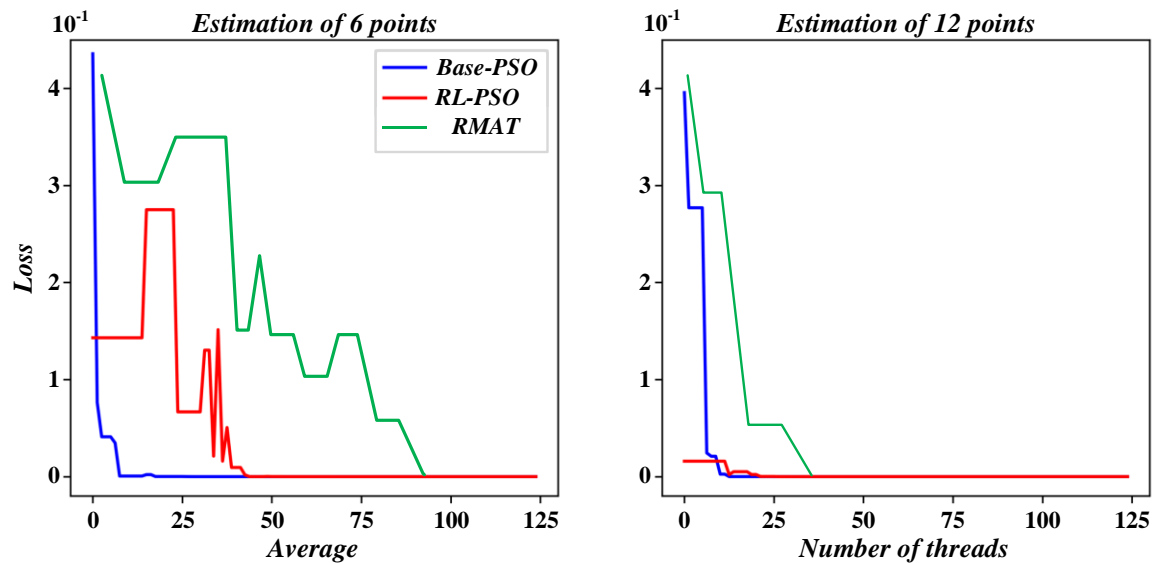 10⁻¹ Estimation of 6 points
4
3
2
1
0
Loss
0 25 50 75 100 125
Average
Base-PSO
RL-PSO
RMAT
10⁻¹ Estimation of 12 points
4
3
2
1
0
0 25 50 75 100 125
Number of threads